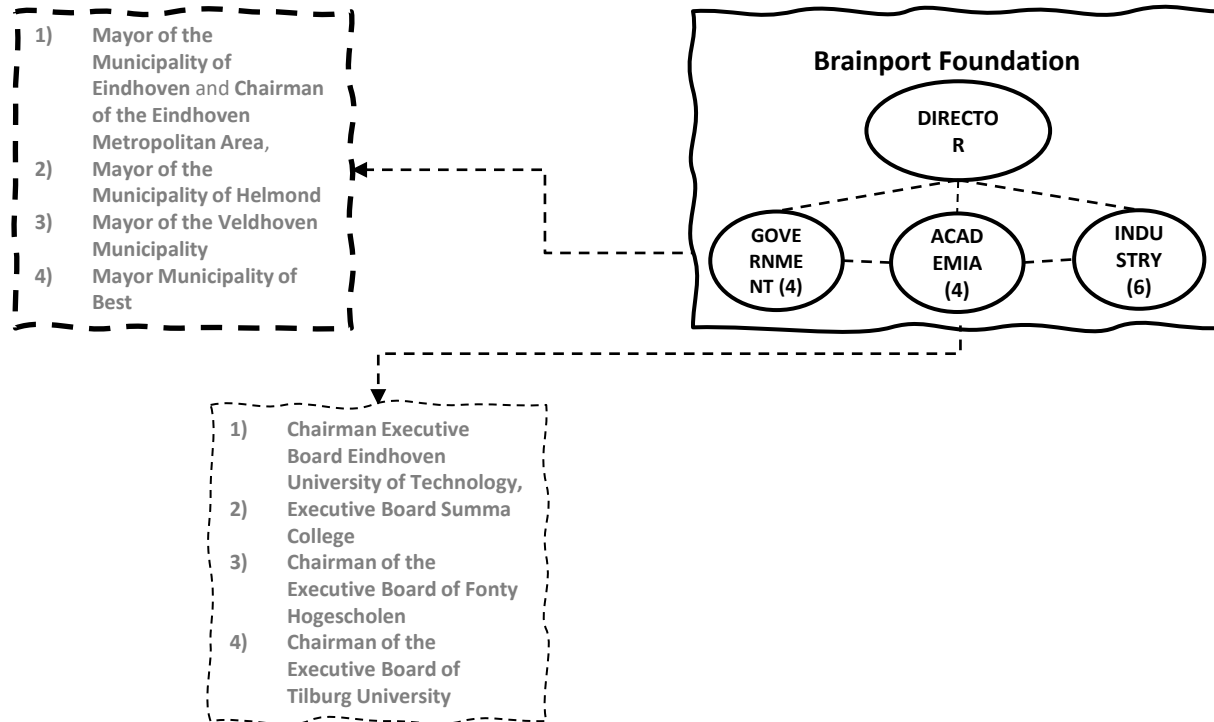 1) Mayor of the
Municipality of
Eindhoven and Chairman
of the Eindhoven
Metropolitan Area,
2) Mayor of the
Municipality of Helmond
3) Mayor of the Veldhoven
Municipality
4) Mayor Municipality of
Best
Brainport Foundation
DIRECTO
R
GOVE
RNME
NT (4)
ACAD
EMIA
(4)
INDU
STRY
(6)
1) Chairman Executive
Board Eindhoven
University of Technology,
2) Executive Board Summa
College
3) Chairman of the
Executive Board of Fonty
Hogescholen
4) Chairman of the
Executive Board of
Tilburg University